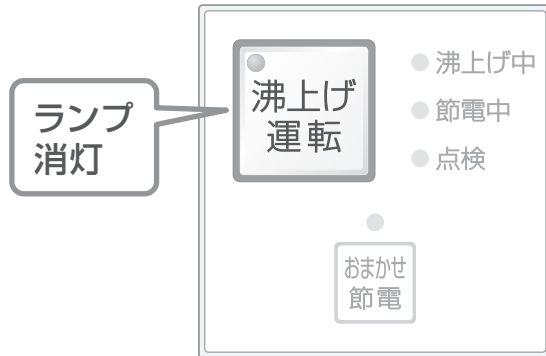 ランプ
消灯
沸上げ
運転
沸上げ中
節電中
点検
おまかせ
節電